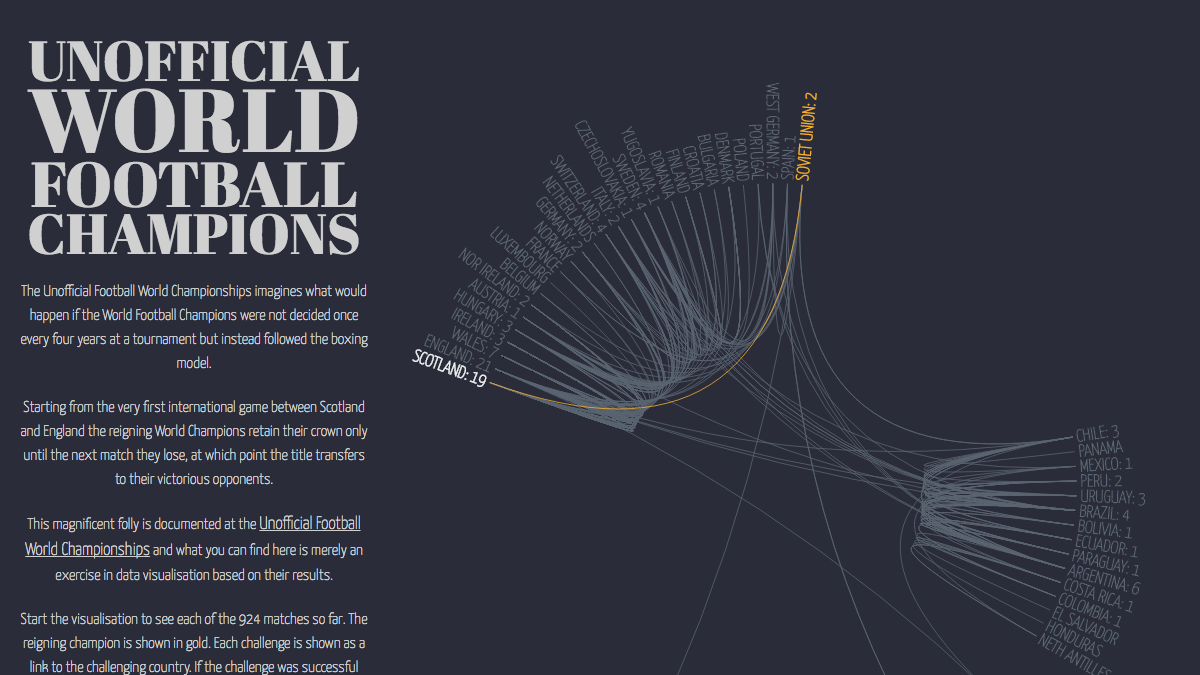 UNOFFICIAL
WORLD
FOOTBALL
CHAMPIONS
The Unofficial Football World Championships imagines what would
happen if the World Football Champions were not decided once
every four years at a tournament but instead followed the boxing
model.
Starting from the very first international game between Scotland
and England the reigning World Champions retain their crown only
until the next match they lose, at which point the title transfers
to their victorious opponents.
This magnificent folly is documented at the Unofficial Football
World Championships and what you can find here is merely an
exercise in data visualisation based on their results.
Start the visualisation to see each of the 924 matches so far. The
reigning champion is shown in gold. Each challenge is shown as a
link to the challenging country. If the challenge was successful
SCOTLAND: 19
ENGLAND: 21
WALES: 7
IRELAND: 3
HUNGARY: 3
AUSTRIA: 1
NOR IRELAND: 2
BELGIUM
LUXEMBOURG
FRANCE
NORWAY
GERMANY: 2
NETHERLANDS
SWITZERLAND: 4
ITALY: 2
CZECHOSLOVAKIA: 1
SWEDEN: 4
YUGOSLAVIA: 1
ROMANIA
FINLAND
CROATIA
BULGARIA
DENMARK
POLAND
PORTUGAL
WEST GERMANY: 2
SPAIN: 1
SOVIET UNION: 2
CHILE: 3
PANAMA
MEXICO: 1
PERU: 2
URUGUAY: 3
BRAZIL: 4
BOLIVIA: 1
ECUADOR: 1
PARAGUAY: 1
ARGENTINA: 6
COSTA RICA: 1
COLOMBIA: 1
EL SALVADOR
HONDURAS
NETH ANTILLES